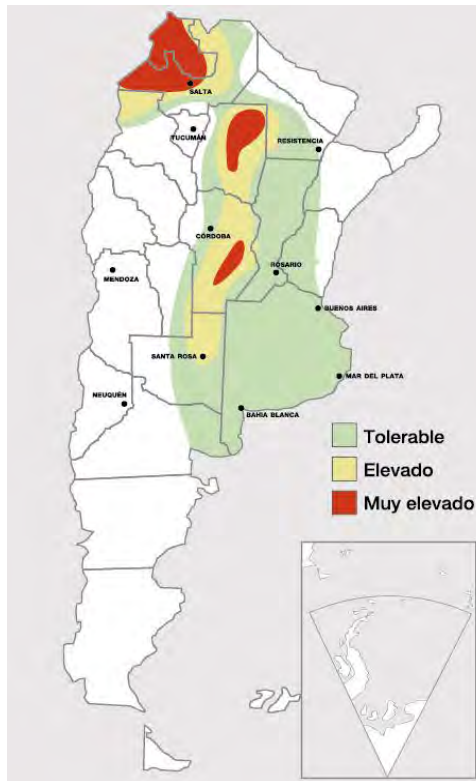 SALTA
TUCUMÁN
RESISTENCIA
CÓRDOBA
ROSARIO
MENDOZA
BUENOS AIRES
SANTA ROSA
MAR DEL PLATA
NEUQUÉN
BAHIA BLANCA
Tolerable
Elevado
Muy elevado